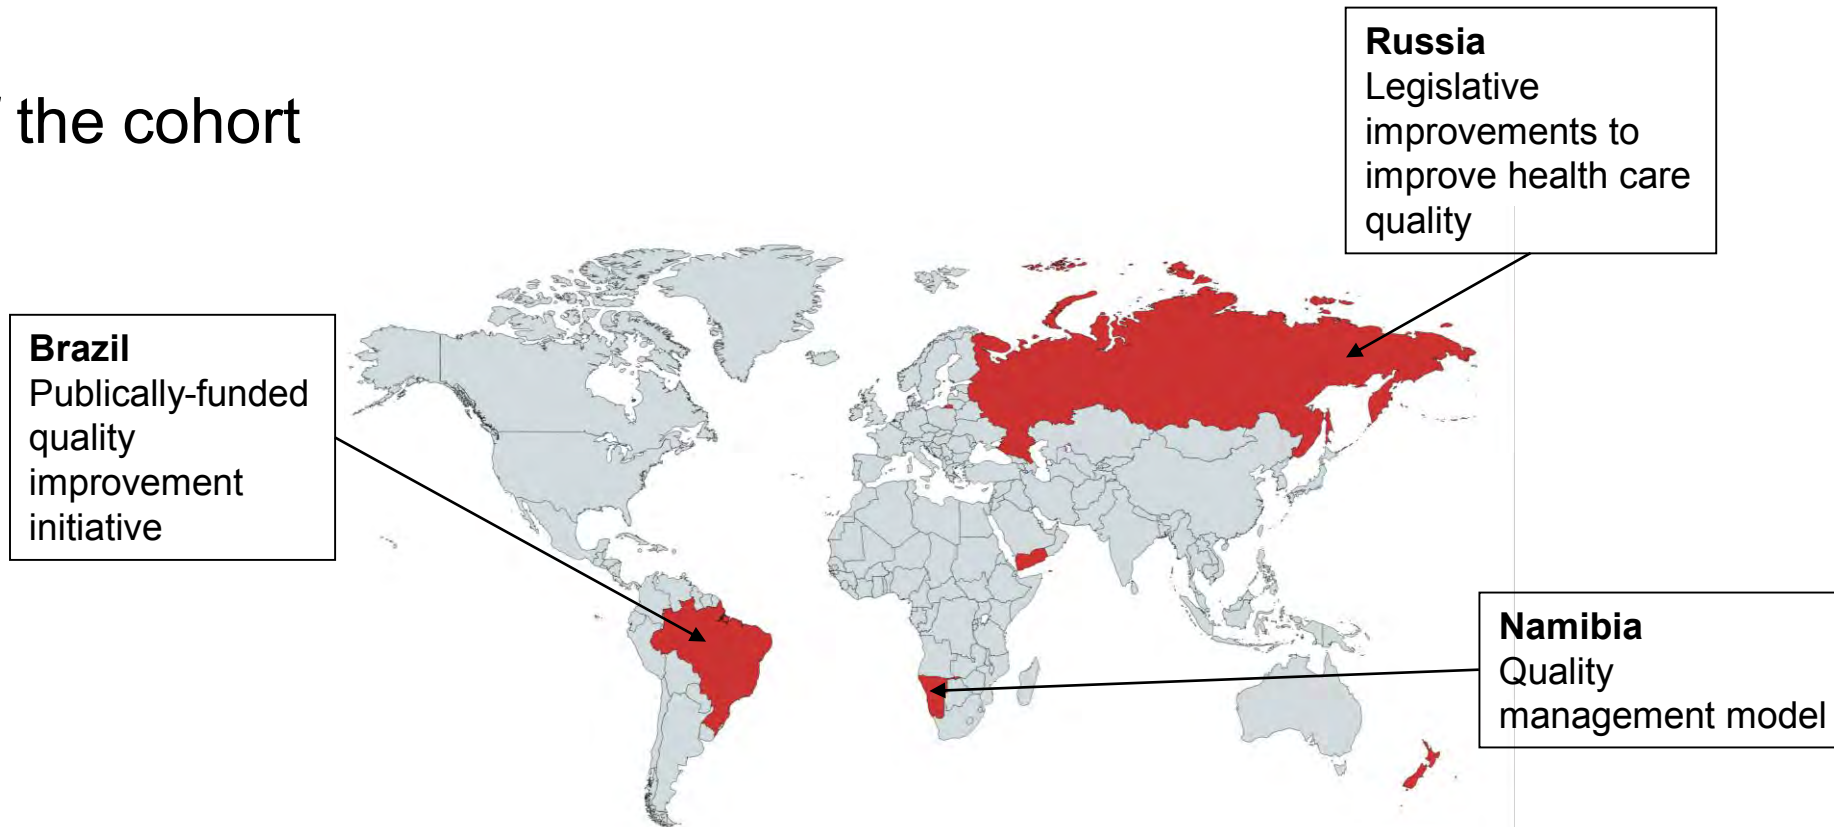 the cohort
Russia
Legislative
improvements to
improve health care
quality
Brazil
Publically-funded
quality
improvement
initiative
Namibia
Quality
management model